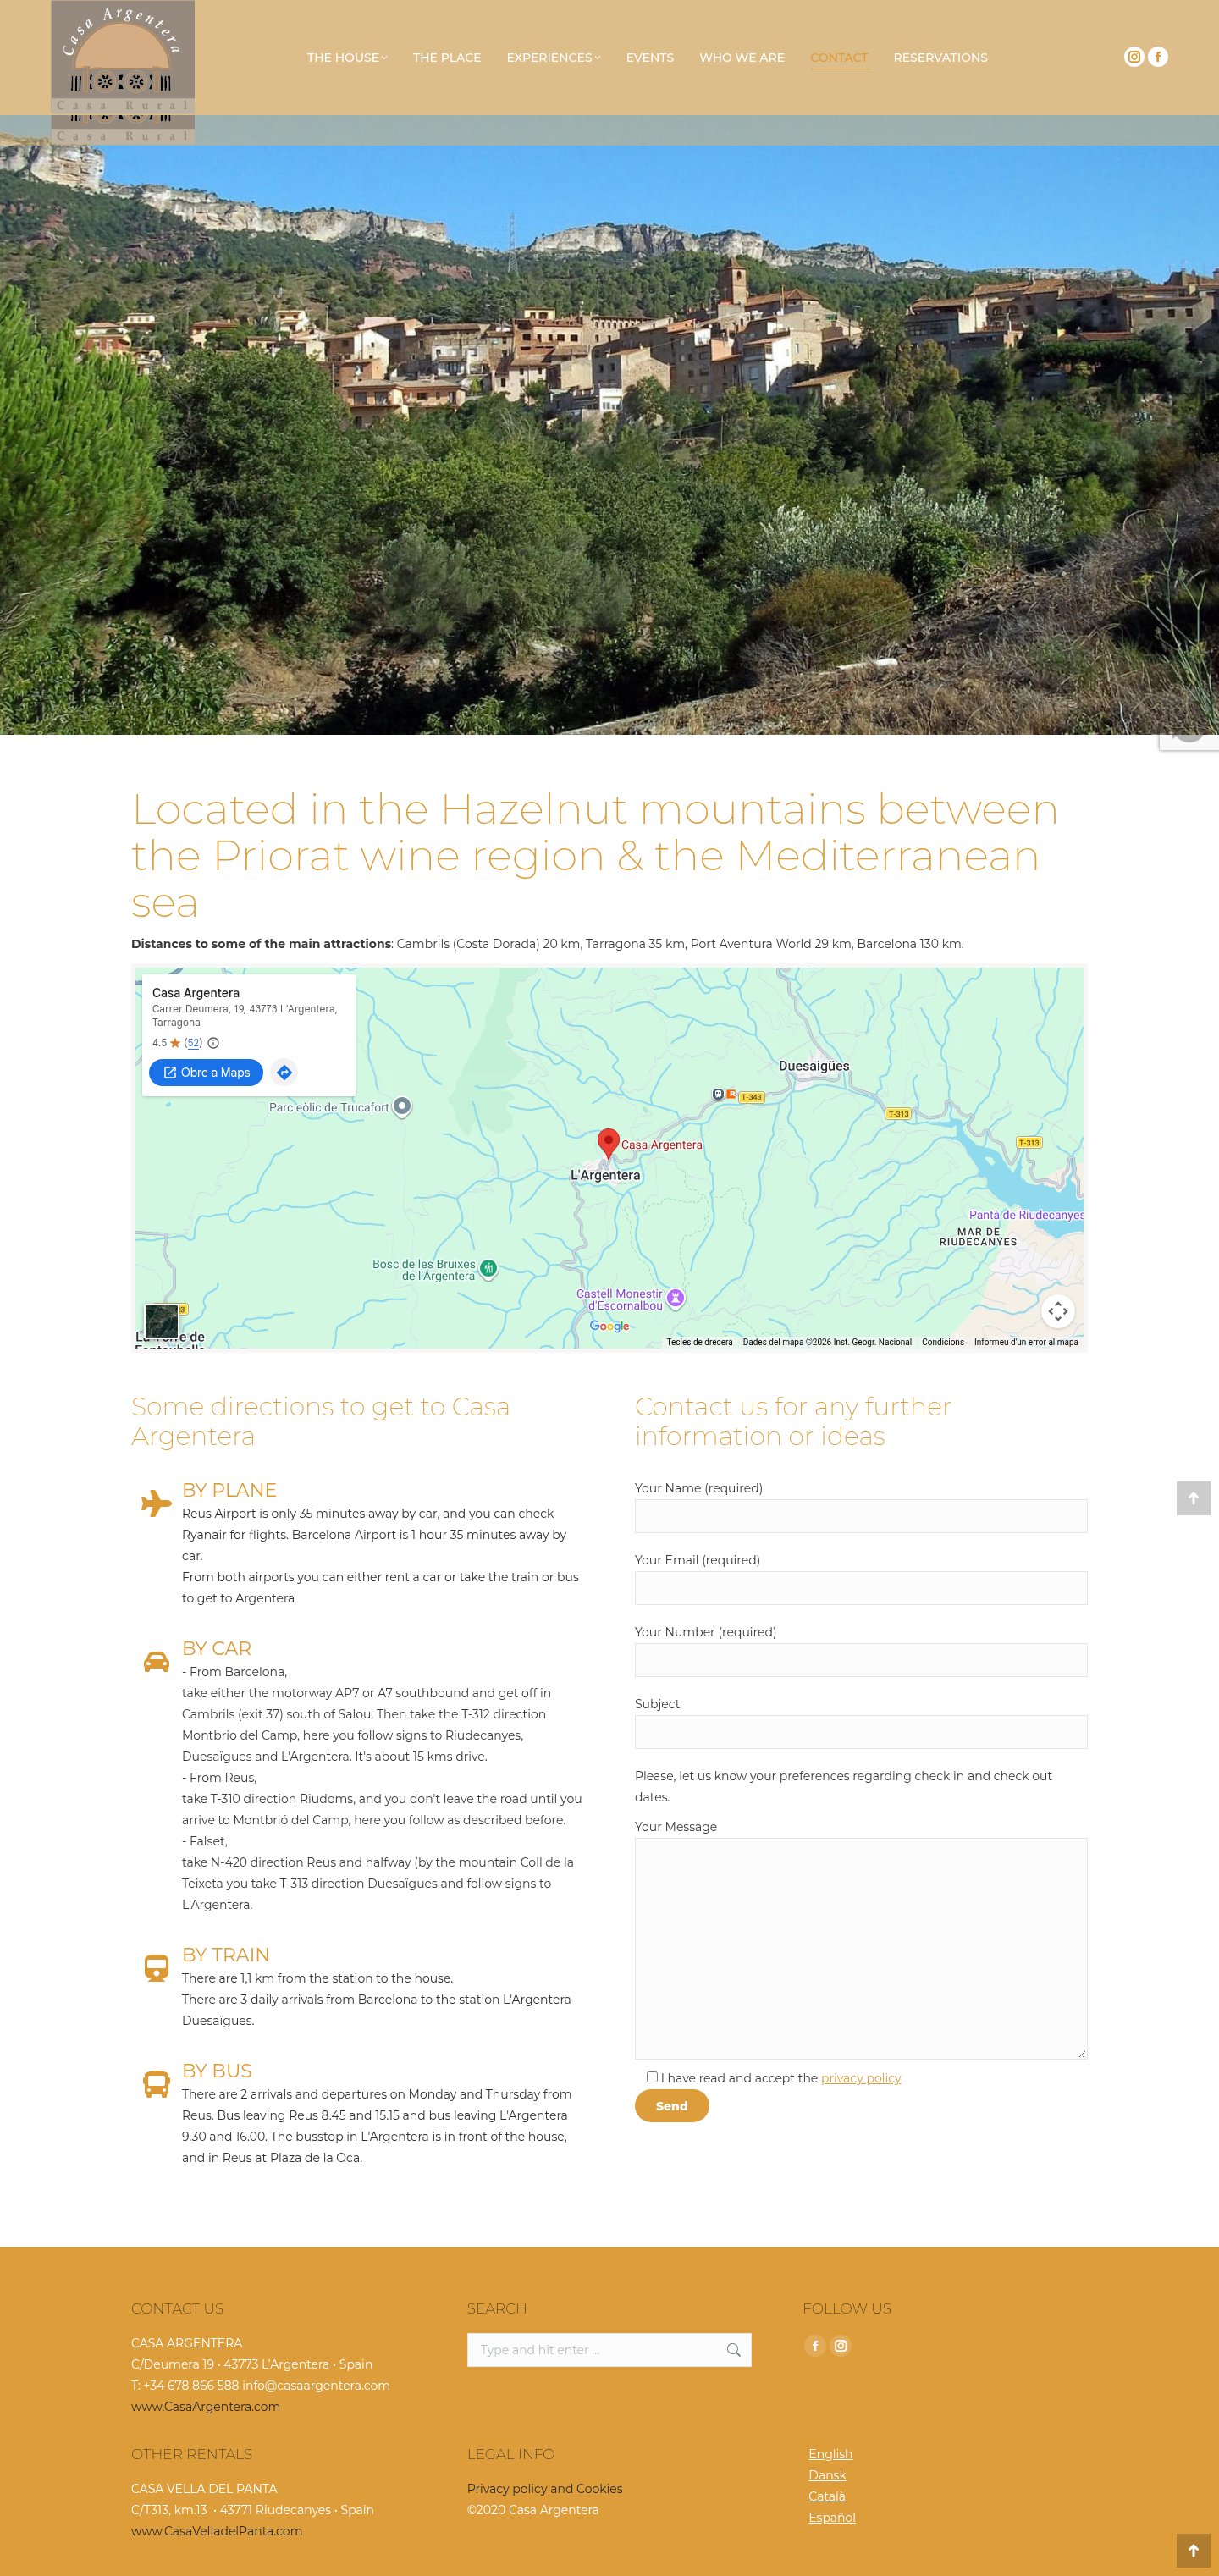 Casa Argentera
Casa Rural
Casa Rural
THE HOUSE
THE PLACE
EXPERIENCES
EVENTS
WHO WE ARE
CONTACT
RESERVATIONS
Located in the Hazelnut mountains between
the Priorat wine region & the Mediterranean
sea
Distances to some of the main attractions: Cambrils (Costa Dorada) 20 km, Tarragona 35 km, Port Aventura World 29 km, Barcelona 130 km.
Casa Argentera
Carrer Deumera, 19, 43773 L'Argentera,
Tarragona
4.5 ★ (52)
Obre a Maps
Parc eòlic de Trucafort
Duesaigües
T-343
T-313
T-313
Casa Argentera
L'Argentera
Pantà de Riudecanyes
MAR DE
RIUDECANYES
Bosc de les Bruixes
de l'Argentera
Castell Monestir
d'Escornalbou
Google
Tecles de drecera
Dades del mapa ©2026 Inst. Geogr. Nacional
Condicions
Informeu d'un error al mapa
Some directions to get to Casa
Argentera
BY PLANE
Reus Airport is only 35 minutes away by car, and you can check
Ryanair for flights. Barcelona Airport is 1 hour 35 minutes away by
car.
From both airports you can either rent a car or take the train or bus
to get to Argentera
BY CAR
- From Barcelona,
take either the motorway AP7 or A7 southbound and get off in
Cambrils (exit 37) south of Salou. Then take the T-312 direction
Montbrio del Camp, here you follow signs to Riudecanyes,
Duesaïgues and L'Argentera. It's about 15 kms drive.
- From Reus,
take T-310 direction Riudoms, and you don't leave the road until you
arrive to Montbrió del Camp, here you follow as described before.
- Falset,
take N-420 direction Reus and halfway (by the mountain Coll de la
Teixeta you take T-313 direction Duesaïgues and follow signs to
L'Argentera.
BY TRAIN
There are 1,1 km from the station to the house.
There are 3 daily arrivals from Barcelona to the station L'Argentera-
Duesaïgues.
BY BUS
There are 2 arrivals and departures on Monday and Thursday from
Reus. Bus leaving Reus 8.45 and 15.15 and bus leaving L'Argentera
9.30 and 16.00. The busstop in L'Argentera is in front of the house,
and in Reus at Plaza de la Oca.
Contact us for any further
information or ideas
Your Name (required)
Your Email (required)
Your Number (required)
Subject
Please, let us know your preferences regarding check in and check out
dates.
Your Message
I have read and accept the privacy policy
Send
CONTACT US
CASA ARGENTERA
C/Deumera 19 • 43773 L'Argentera • Spain
T: +34 678 866 588 info@casaargentera.com
www.CasaArgentera.com
SEARCH
Type and hit enter ...
FOLLOW US
OTHER RENTALS
CASA VELLA DEL PANTA
C/T313, km.13 • 43771 Riudecanyes • Spain
www.CasaVelladelPanta.com
LEGAL INFO
Privacy policy and Cookies
©2020 Casa Argentera
English
Dansk
Català
Español